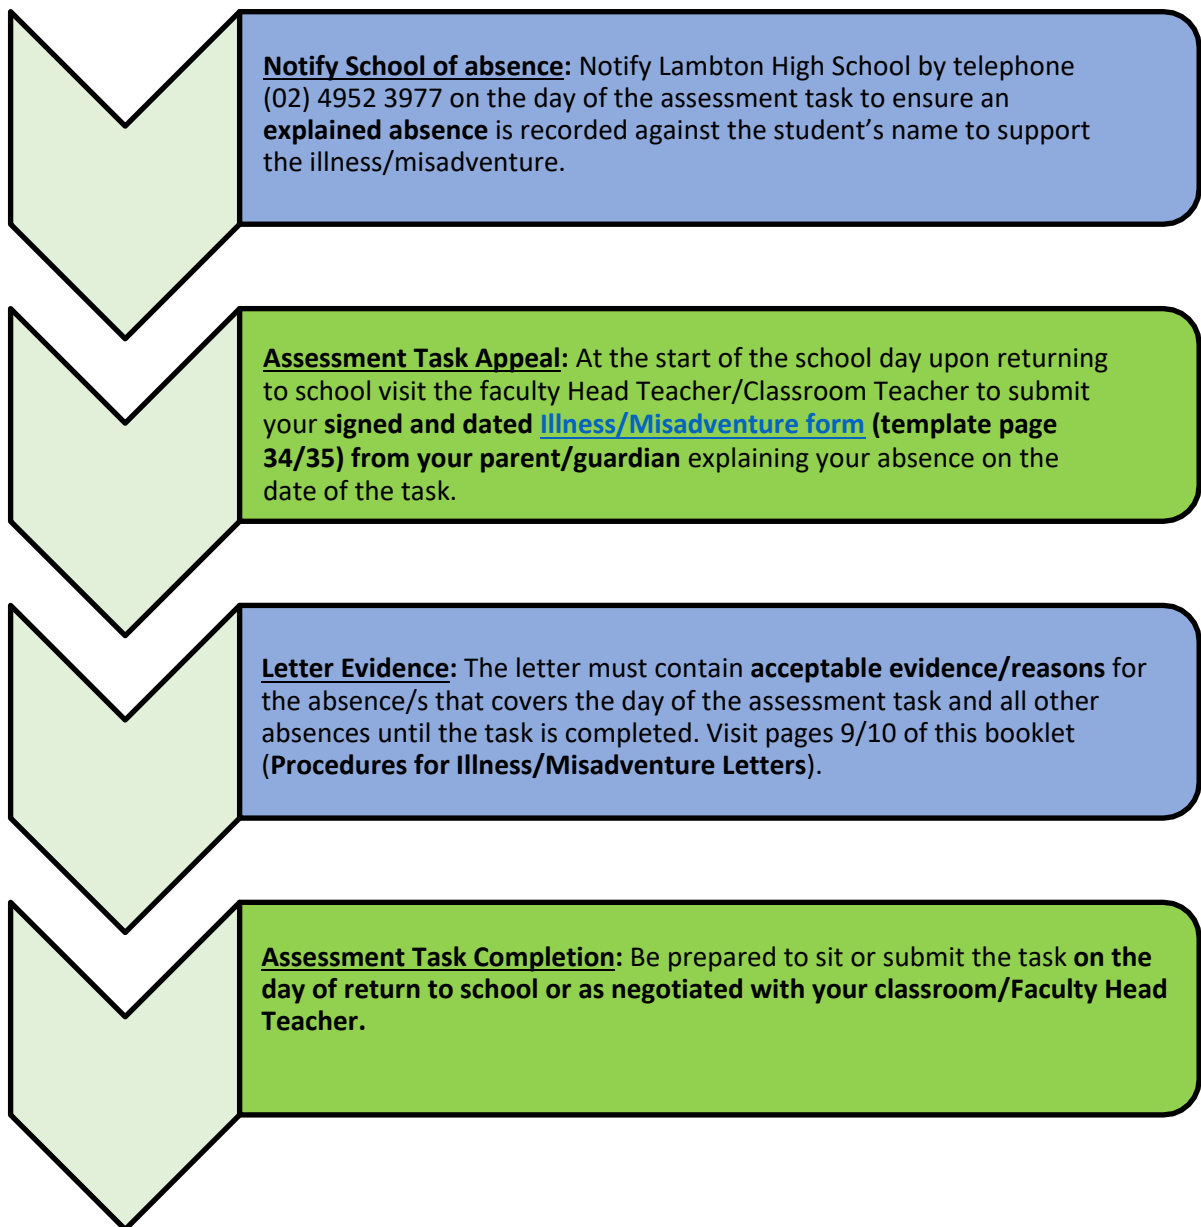 Notify School of absence: Notify Lambton High School by telephone
(02) 4952 3977 on the day of the assessment task to ensure an
explained absence is recorded against the student’s name to support
the illness/misadventure.
Assessment Task Appeal: At the start of the school day upon returning
to school visit the faculty Head Teacher/Classroom Teacher to submit
your signed and dated Illness/Misadventure form (template page
34/35) from your parent/guardian explaining your absence on the
date of the task.
Letter Evidence: The letter must contain acceptable evidence/reasons for
the absence/s that covers the day of the assessment task and all other
absences until the task is completed. Visit pages 9/10 of this booklet
(Procedures for Illness/Misadventure Letters).
Assessment Task Completion: Be prepared to sit or submit the task on the
day of return to school or as negotiated with your classroom/Faculty Head
Teacher.